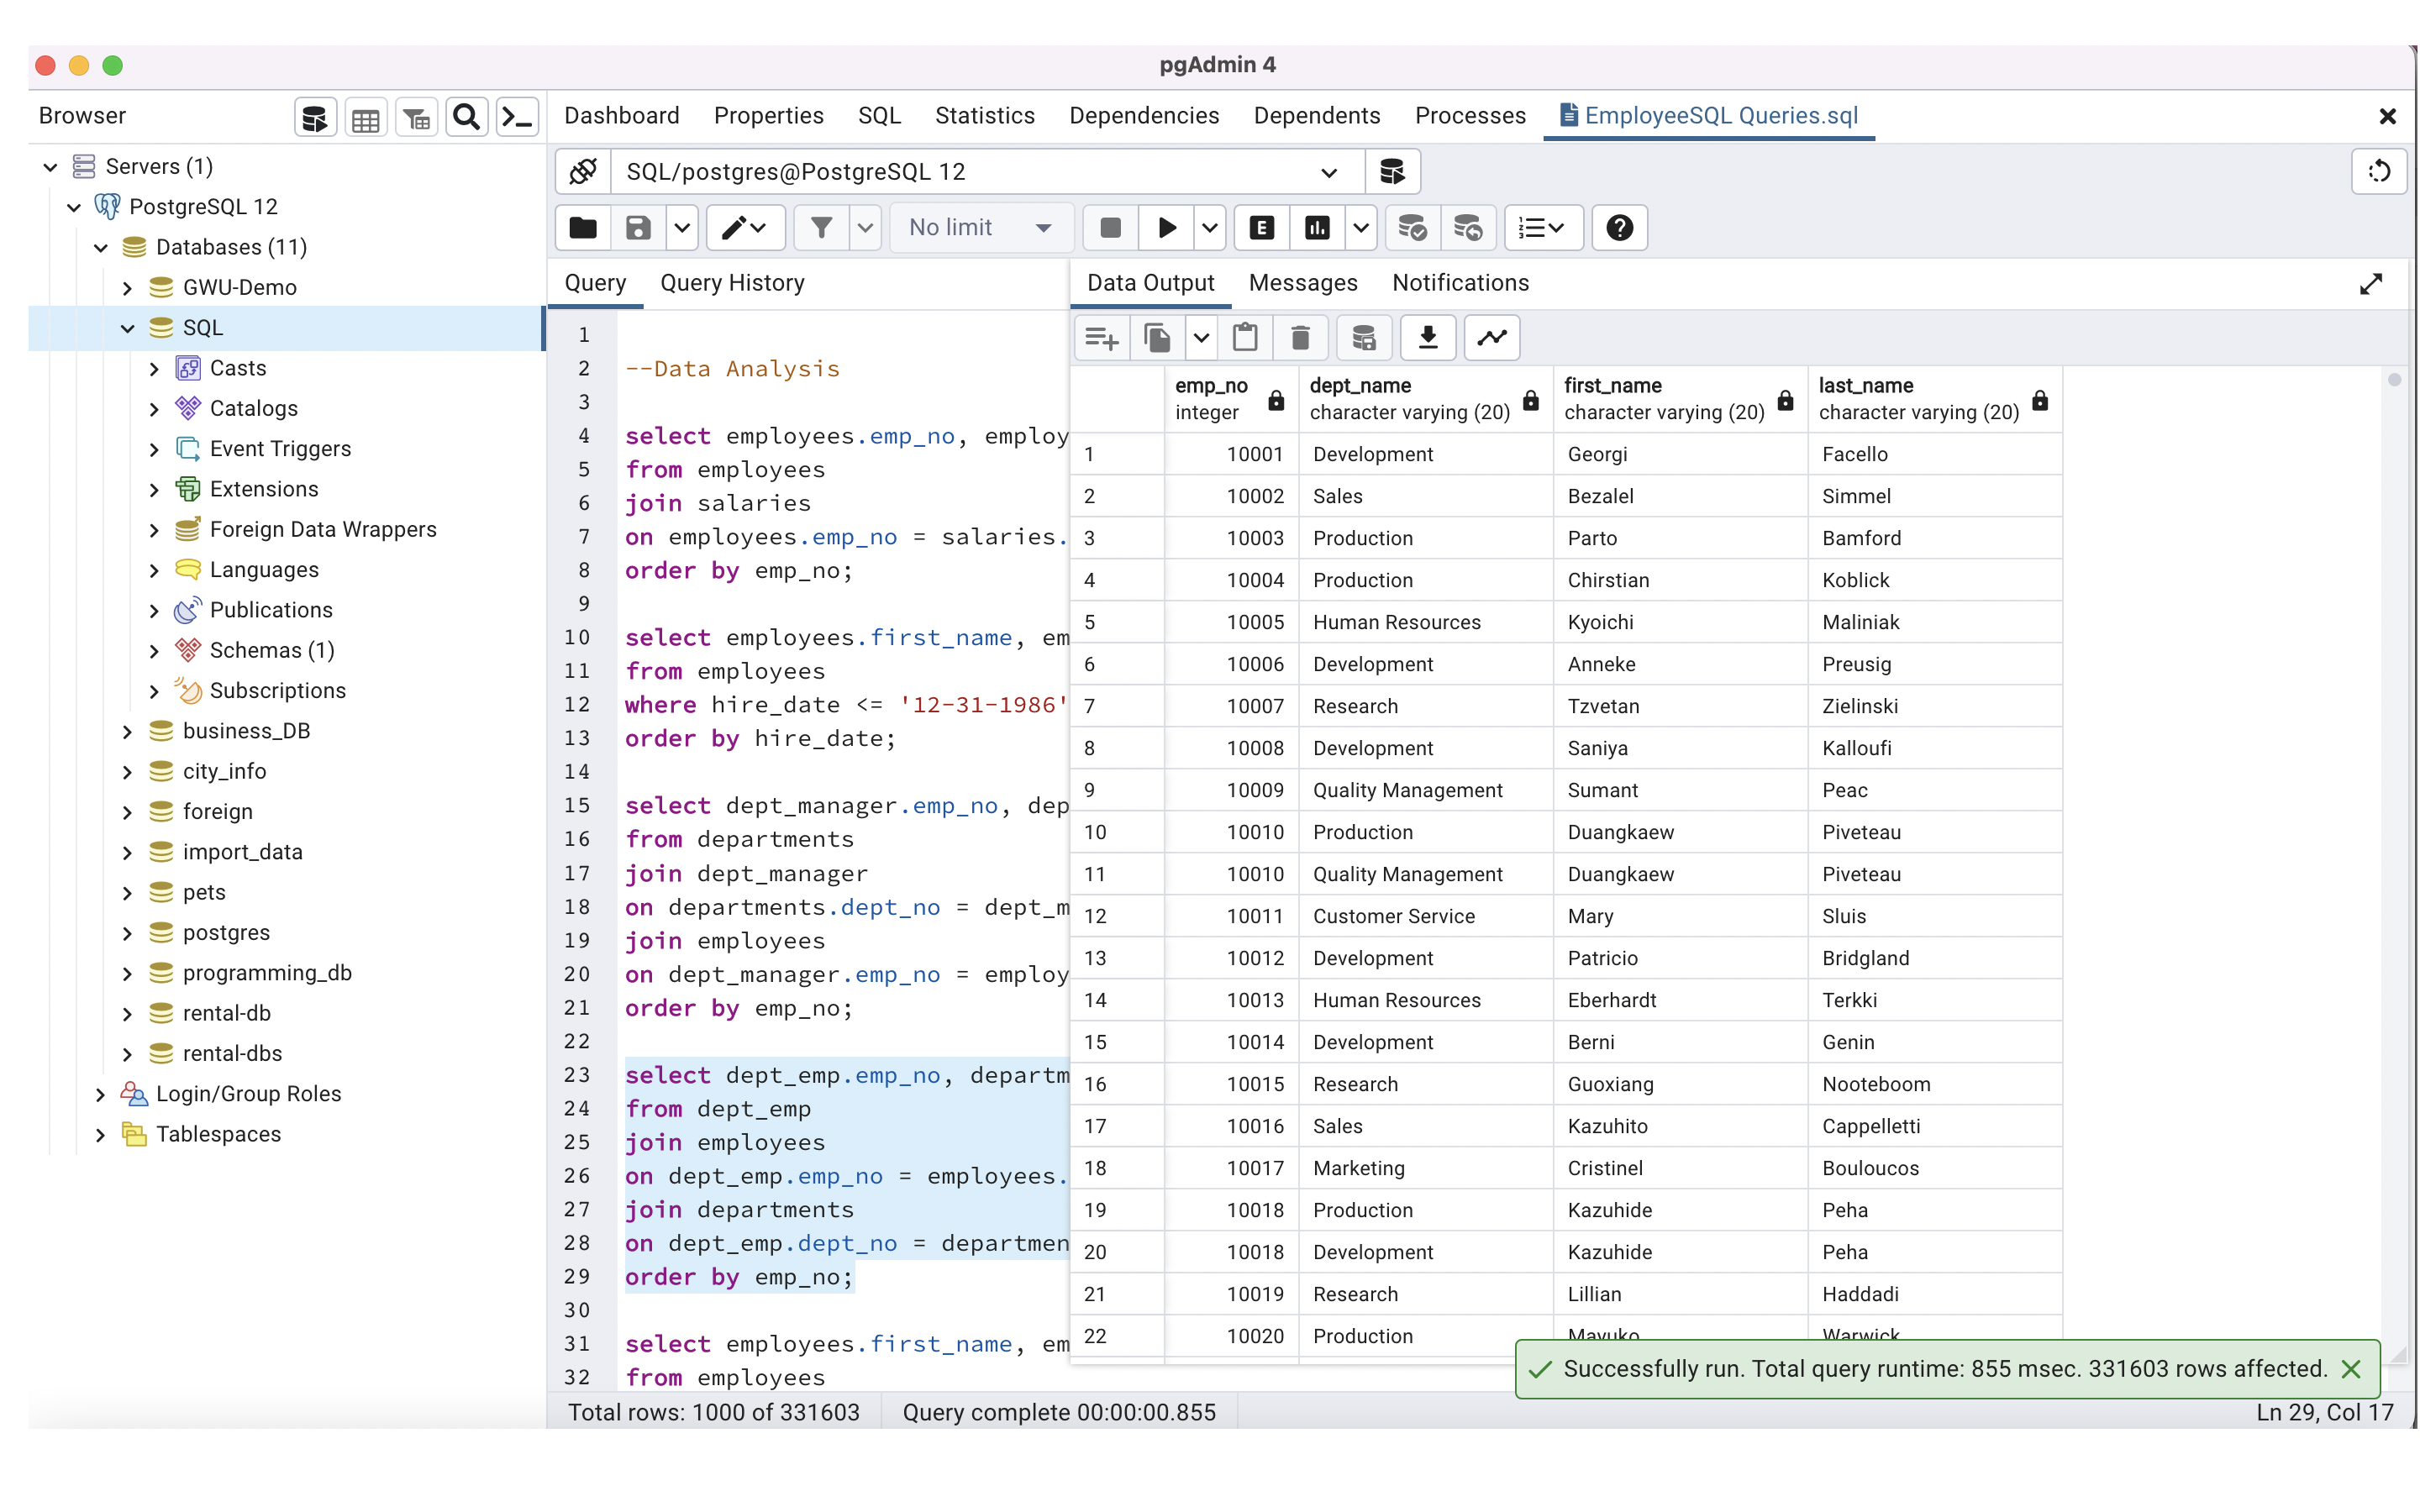 pgAdmin 4
Browser
Dashboard Properties SQL Statistics Dependencies Dependents Processes EmployeeSQL Queries.sql
Servers (1)
PostgreSQL 12
Databases (11)
GWU-Demo
SQL
Casts
Catalogs
Event Triggers
Extensions
Foreign Data Wrappers
Languages
Publications
Schemas (1)
Subscriptions
business_DB
city_info
foreign
import_data
pets
postgres
programming_db
rental-db
rental-dbs
Login/Group Roles
Tablespaces
SQL/postgres@PostgreSQL 12
No limit E
Query Query History
1
2 --Data Analysis
3
4 select employees.emp_no, employ
5 from employees
6 join salaries
7 on employees.emp_no = salaries.
8 order by emp_no;
9
10 select employees.first_name, em
11 from employees
12 where hire_date <= '12-31-1986'
13 order by hire_date;
14
15 select dept_manager.emp_no, dep
16 from departments
17 join dept_manager
18 on departments.dept_no = dept_m
19 join employees
20 on dept_manager.emp_no = employ
21 order by emp_no;
22
23 select dept_emp.emp_no, departm
24 from dept_emp
25 join employees
26 on dept_emp.emp_no = employees.
27 join departments
28 on dept_emp.dept_no = departmen
29 order by emp_no;
30
31 select employees.first_name, em
32 from employees
Data Output Messages Notifications
emp_no dept_name first_name last_name
integer character varying (20) character varying (20) character varying (20)
1 10001 Development Georgi Facello
2 10002 Sales Bezalel Simmel
3 10003 Production Parto Bamford
4 10004 Production Chirstian Koblick
5 10005 Human Resources Kyoichi Maliniak
6 10006 Development Anneke Preusig
7 10007 Research Tzvetan Zielinski
8 10008 Development Saniya Kalloufi
9 10009 Quality Management Sumant Peac
10 10010 Production Duangkaew Piveteau
11 10010 Quality Management Duangkaew Piveteau
12 10011 Customer Service Mary Sluis
13 10012 Development Patricio Bridgland
14 10013 Human Resources Eberhardt Terkki
15 10014 Development Berni Genin
16 10015 Research Guoxiang Nooteboom
17 10016 Sales Kazuhito Cappelletti
18 10017 Marketing Cristinel Bouloucos
19 10018 Production Kazuhide Peha
20 10018 Development Kazuhide Peha
21 10019 Research Lillian Haddadi
22 10020 Production Mayuko Warwick
Successfully run. Total query runtime: 855 msec. 331603 rows affected.
Total rows: 1000 of 331603 Query complete 00:00:00.855 Ln 29, Col 17